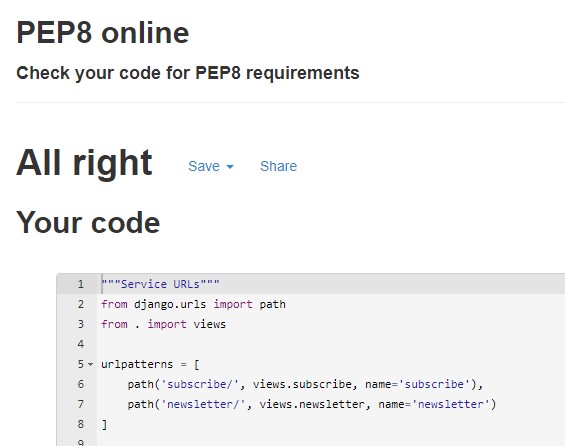 PEP8 online
Check your code for PEP8 requirements
All right Save Share
Your code
1 """Service URLs"""
2 from django.urls import path
3 from . import views
4
5 urlpatterns = [
6     path('subscribe/', views.subscribe, name='subscribe'),
7     path('newsletter/', views.newsletter, name='newsletter')
8 ]
9